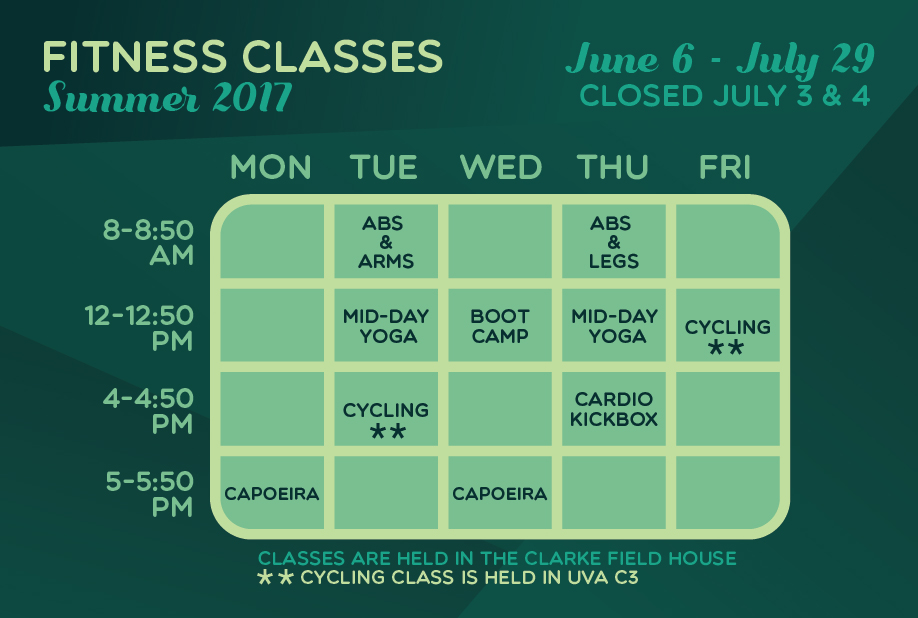 FITNESS CLASSES
Summer 2017
June 6 - July 29
CLOSED JULY 3 & 4
MON TUE WED THU FRI
8-8:50
AM
ABS
&
ARMS
ABS
&
LEGS
12-12:50
PM
MID-DAY
YOGA
BOOT
CAMP
MID-DAY
YOGA
CYCLING
**
4-4:50
PM
CYCLING
**
CARDIO
KICKBOX
5-5:50
PM
CAPOEIRA
CAPOEIRA
CLASSES ARE HELD IN THE CLARKE FIELD HOUSE
** CYCLING CLASS IS HELD IN UVA C3